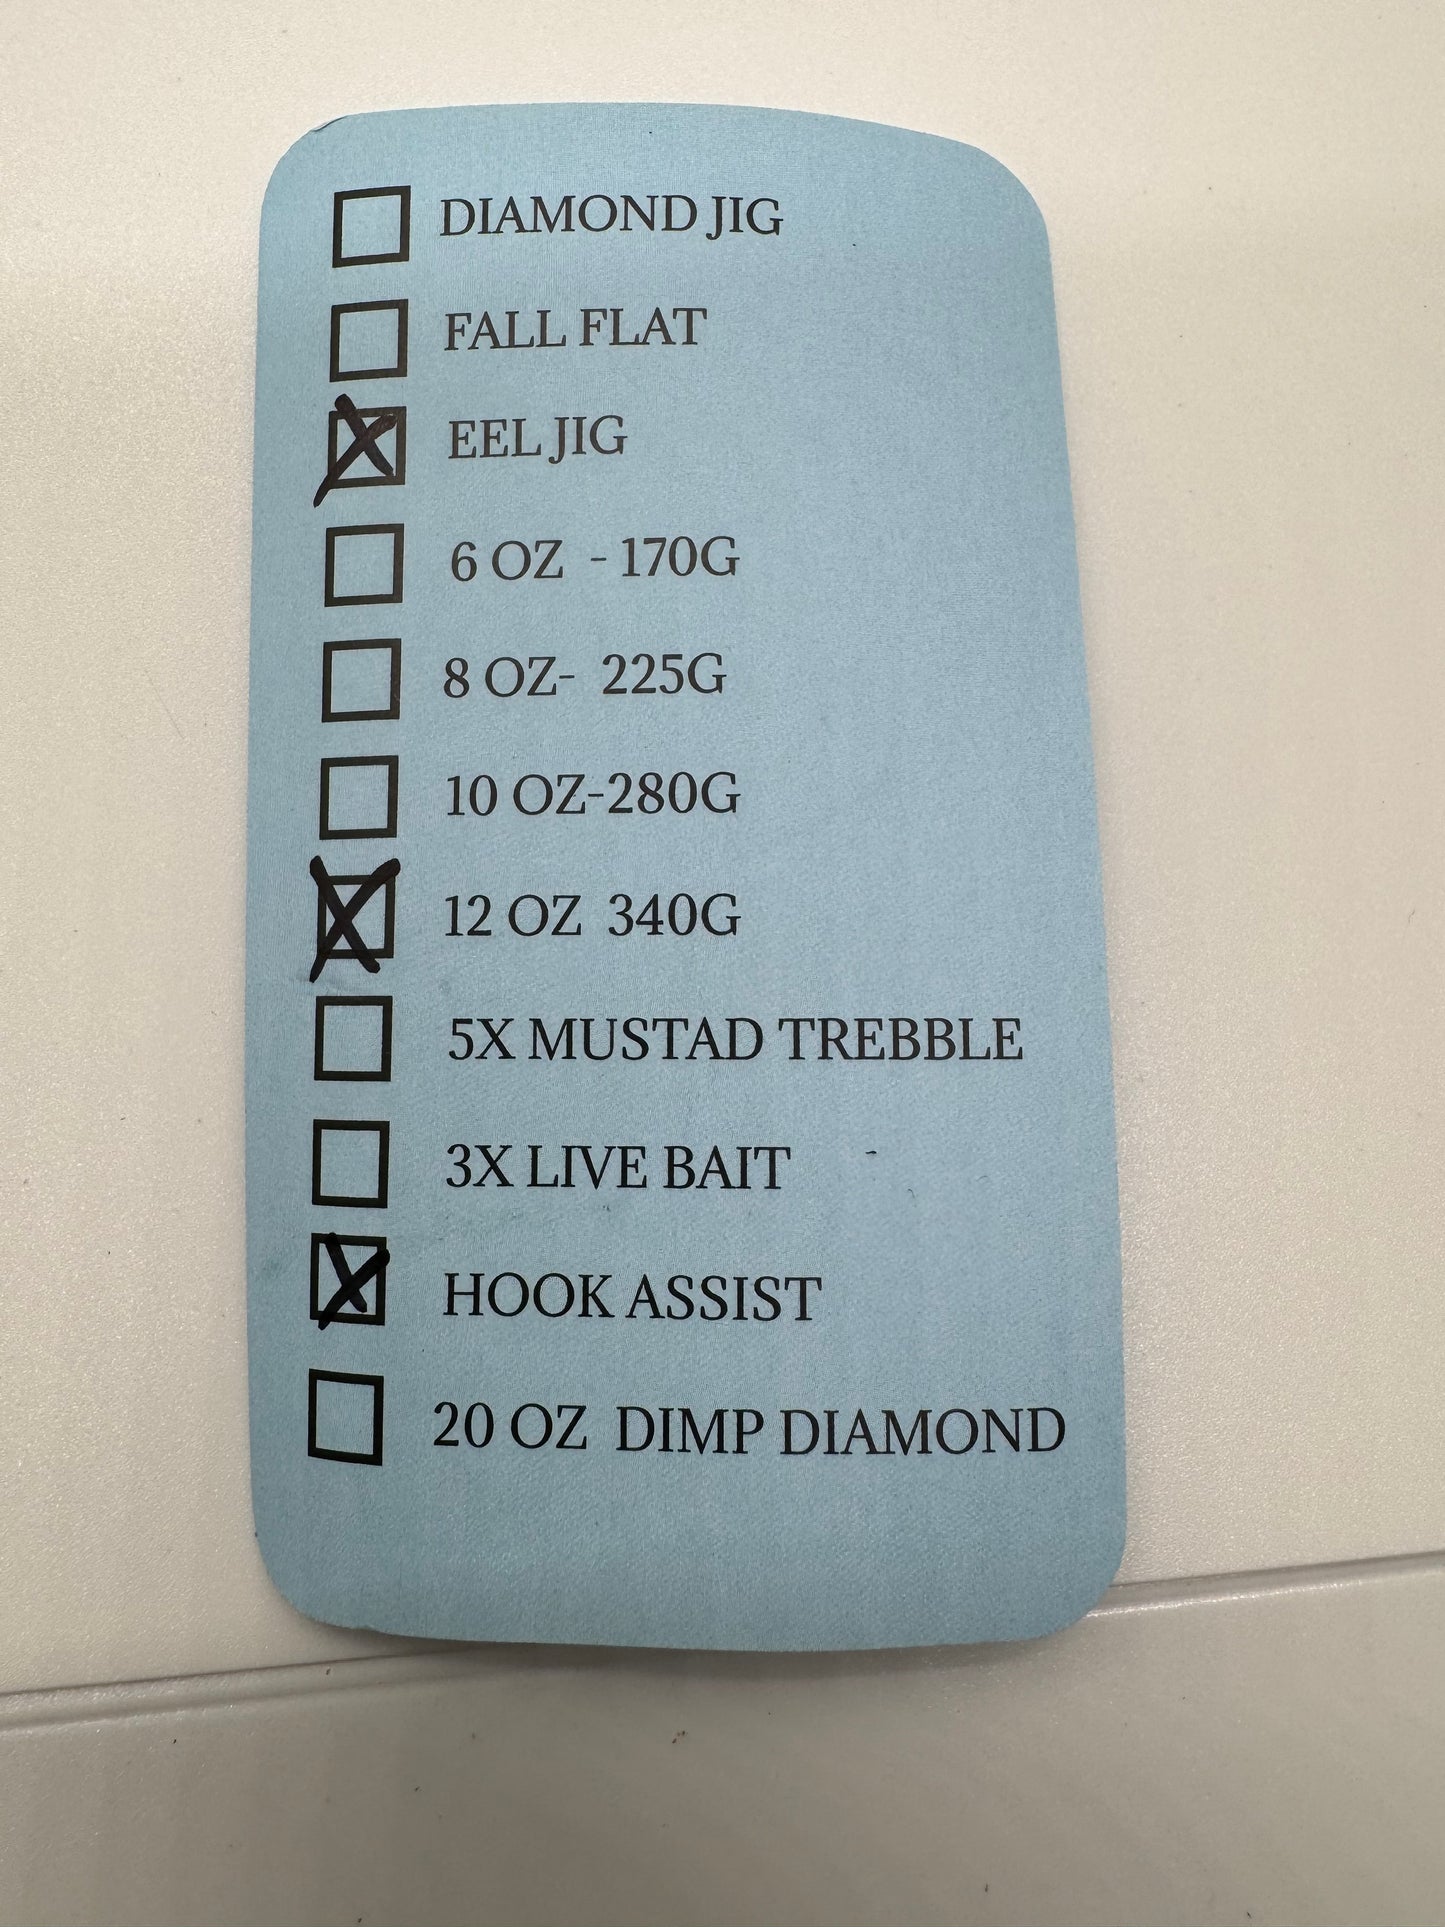 DIAMOND JIG
FALL FLAT
EEL JIG
6 OZ - 170G
8 OZ- 225G
10 OZ-280G
12 OZ 340G
5X MUSTAD TREBBLE
3X LIVE BAIT
HOOK ASSIST
20 OZ DIMP DIAMOND